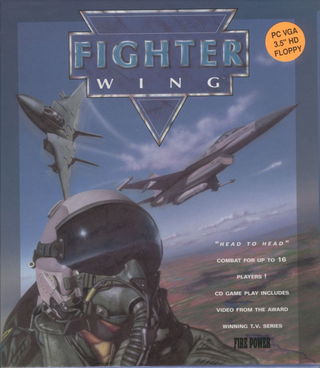 FIGHTER
WING
PC VGA
3.5" HD
FLOPPY
"HEAD TO HEAD"
COMBAT FOR UP TO 16
PLAYERS !
CD GAME PLAY INCLUDES
VIDEO FROM THE AWARD
WINNING T.V. SERIES
FIRE POWER